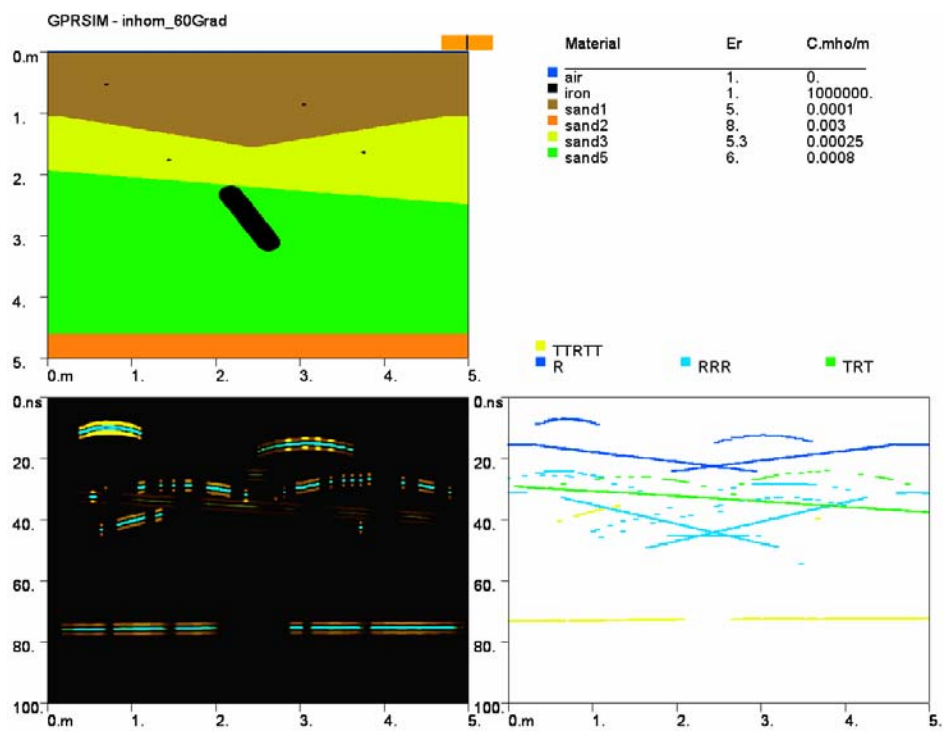 GPRSIM - inhom_60Grad
Material Er C.mho/m
air 1. 0.
iron 1. 1000000.
sand1 5. 0.0001
sand2 8. 0.003
sand3 5.3 0.00025
sand5 6. 0.0008
0.m
1.
2.
3.
4.
5.
0.m 1. 2. 3. 4. 5.
TTRTT
R RRR TRT
0.ns
20.
40.
60.
80.
100.
0.m 1. 2. 3. 4. 5.
0.ns
20.
40.
60.
80.
100.
0.m 1. 2. 3. 4. 5.